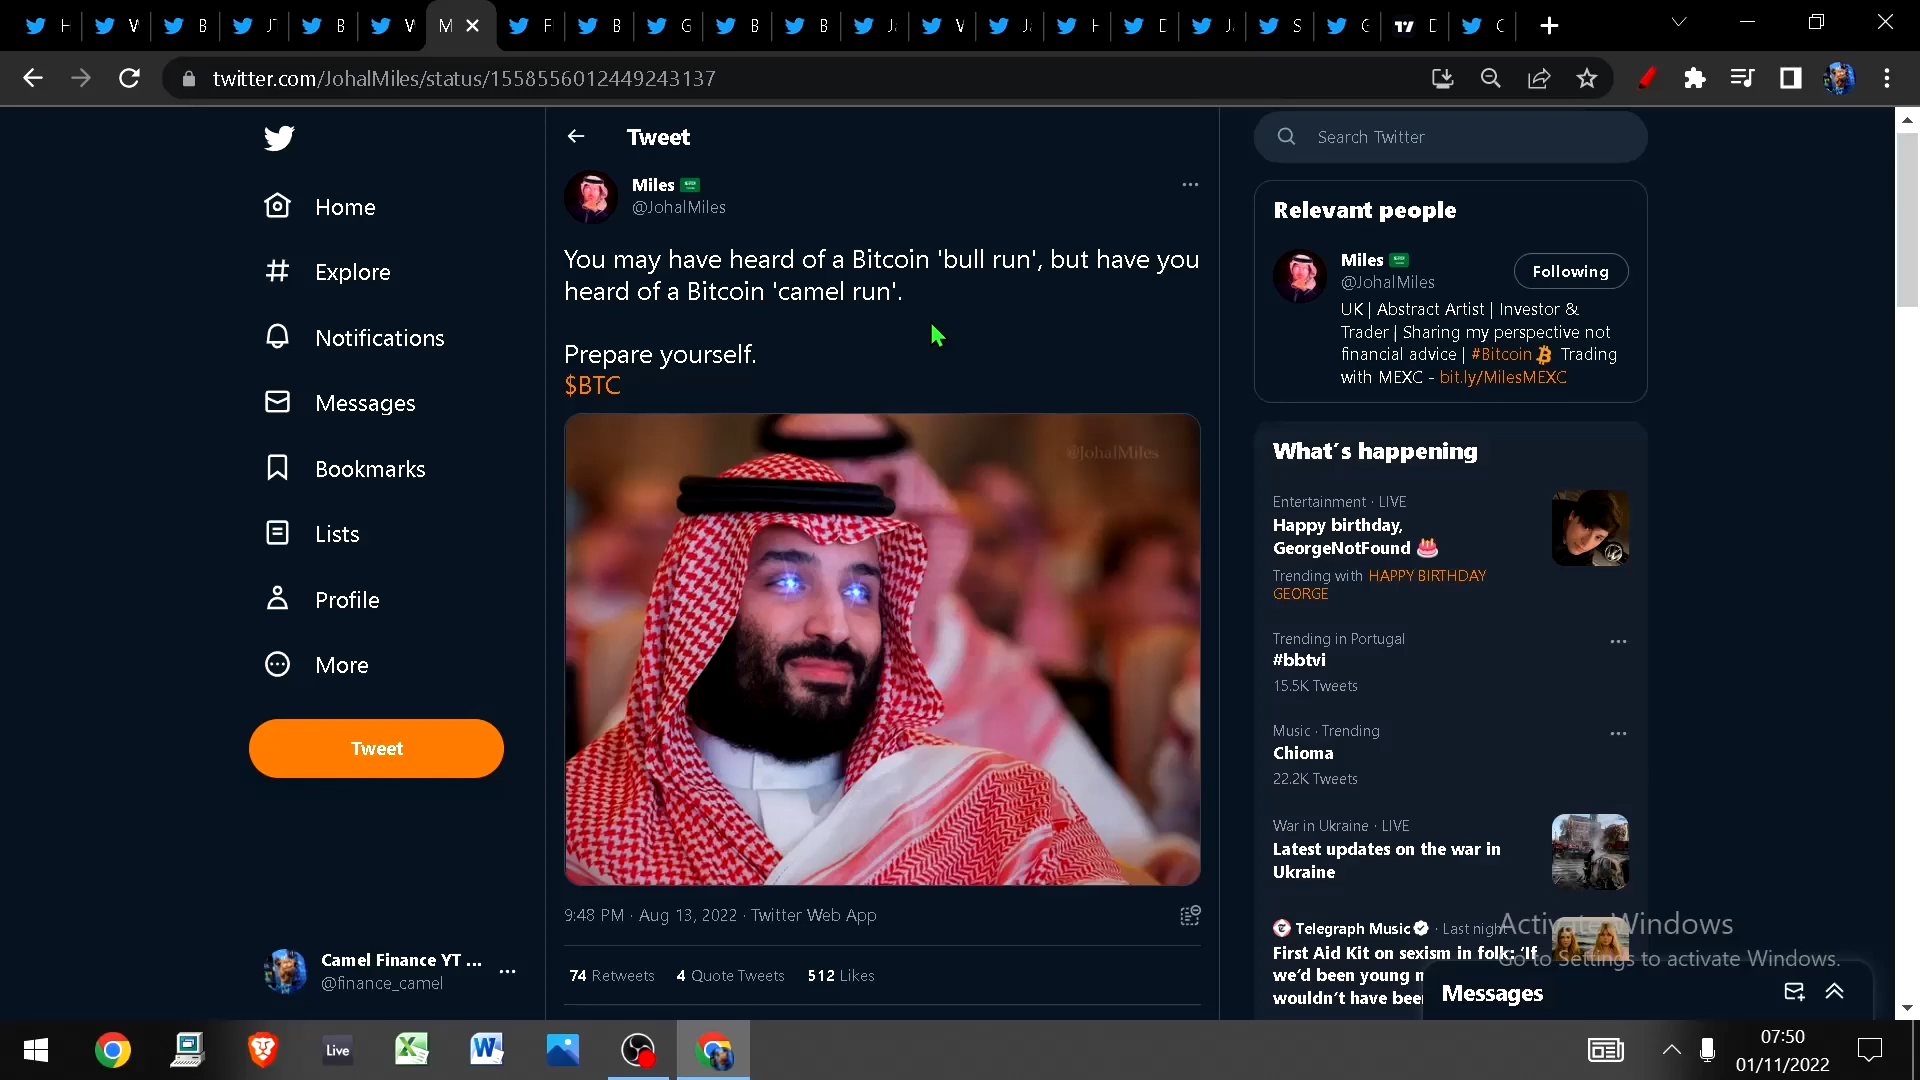 H
V
B
JT
B
V
M
F
B
G
B
B
J
V
J
H
D
J
S
G
D
C
twitter.com/JohalMiles/status/1558556012449243137
Home
Explore
Notifications
Messages
Bookmarks
Lists
Profile
More
Tweet
Camel Finance YT ...
@finance_camel
Tweet
Miles
@JohalMiles
You may have heard of a Bitcoin 'bull run', but have you
heard of a Bitcoin 'camel run'.
Prepare yourself.
$BTC
@JohalMiles
9:48 PM · Aug 13, 2022 · Twitter Web App
74 Retweets 4 Quote Tweets 512 Likes
Search Twitter
Relevant people
Miles
@JohalMiles
Following
UK | Abstract Artist | Investor &
Trader | Sharing my perspective not
financial advice | #Bitcoin Trading
with MEXC - bit.ly/MilesMEXC
What's happening
Entertainment · LIVE
Happy birthday,
GeorgeNotFound
Trending with HAPPY BIRTHDAY
GEORGE
Trending in Portugal
#bbtvi
15.5K Tweets
Music · Trending
Chioma
22.2K Tweets
War in Ukraine · LIVE
Latest updates on the war in
Ukraine
Telegraph Music · Last night
First Aid Kit on sexism in folk: 'If
we'd been young
wouldn't have
Activate Windows
Go to Settings to activate Windows.
Messages
Live
07:50
01/11/2022